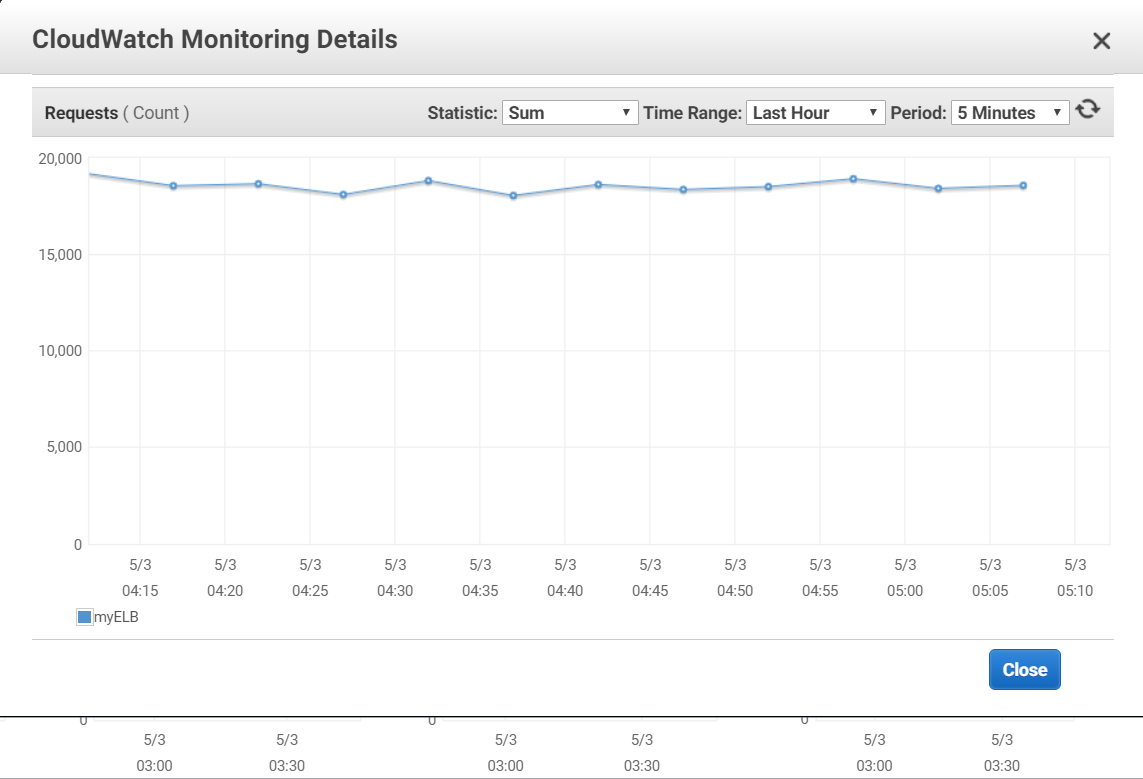 CloudWatch Monitoring Details
Requests ( Count ) Statistic: Sum Time Range: Last Hour Period: 5 Minutes
20,000
15,000
10,000
5,000
0
5/3 5/3 5/3 5/3 5/3 5/3 5/3 5/3 5/3 5/3 5/3 5/3
04:15 04:20 04:25 04:30 04:35 04:40 04:45 04:50 04:55 05:00 05:05 05:10
myELB
Close
0 0 0
5/3 5/3 5/3 5/3 5/3 5/3
03:00 03:30 03:00 03:30 03:00 03:30